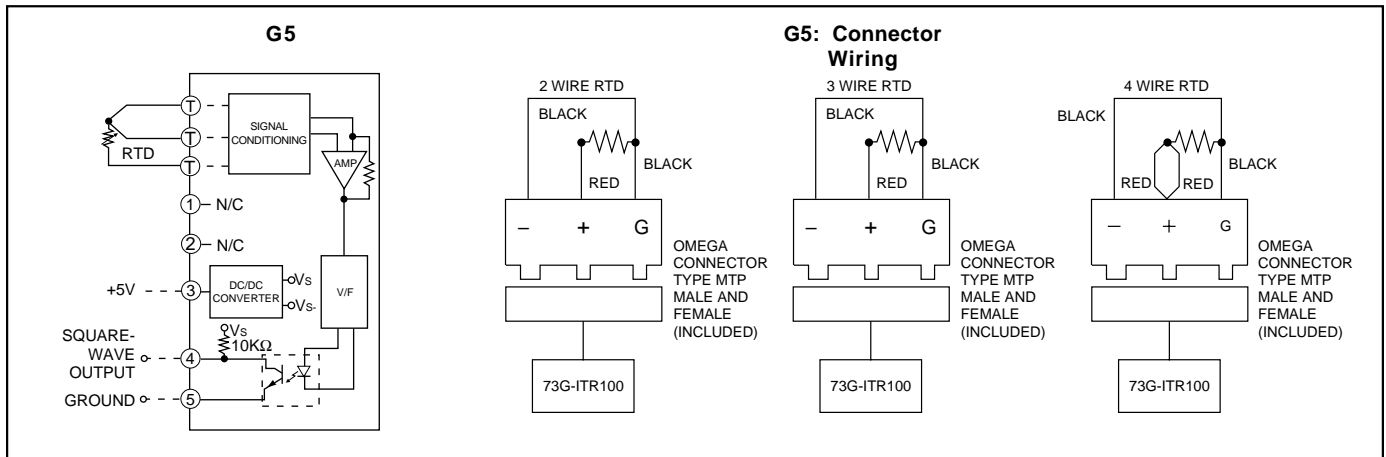 G5
T
T
T
RTD
SIGNAL
CONDITIONING
AMP
1
N/C
2
N/C
+5V
3
DC/DC
CONVERTER
VS
VS-
V/F
VS
10KΩ
SQUARE-
WAVE
OUTPUT
4
GROUND
5
G5: Connector
Wiring
2 WIRE RTD
BLACK
BLACK
RED
– + G
OMEGA
CONNECTOR
TYPE MTP
MALE AND
FEMALE
(INCLUDED)
73G-ITR100
3 WIRE RTD
BLACK
BLACK
RED
– + G
OMEGA
CONNECTOR
TYPE MTP
MALE AND
FEMALE
(INCLUDED)
73G-ITR100
4 WIRE RTD
BLACK
BLACK
RED RED
– + G
OMEGA
CONNECTOR
TYPE MTP
MALE AND
FEMALE
(INCLUDED)
73G-ITR100